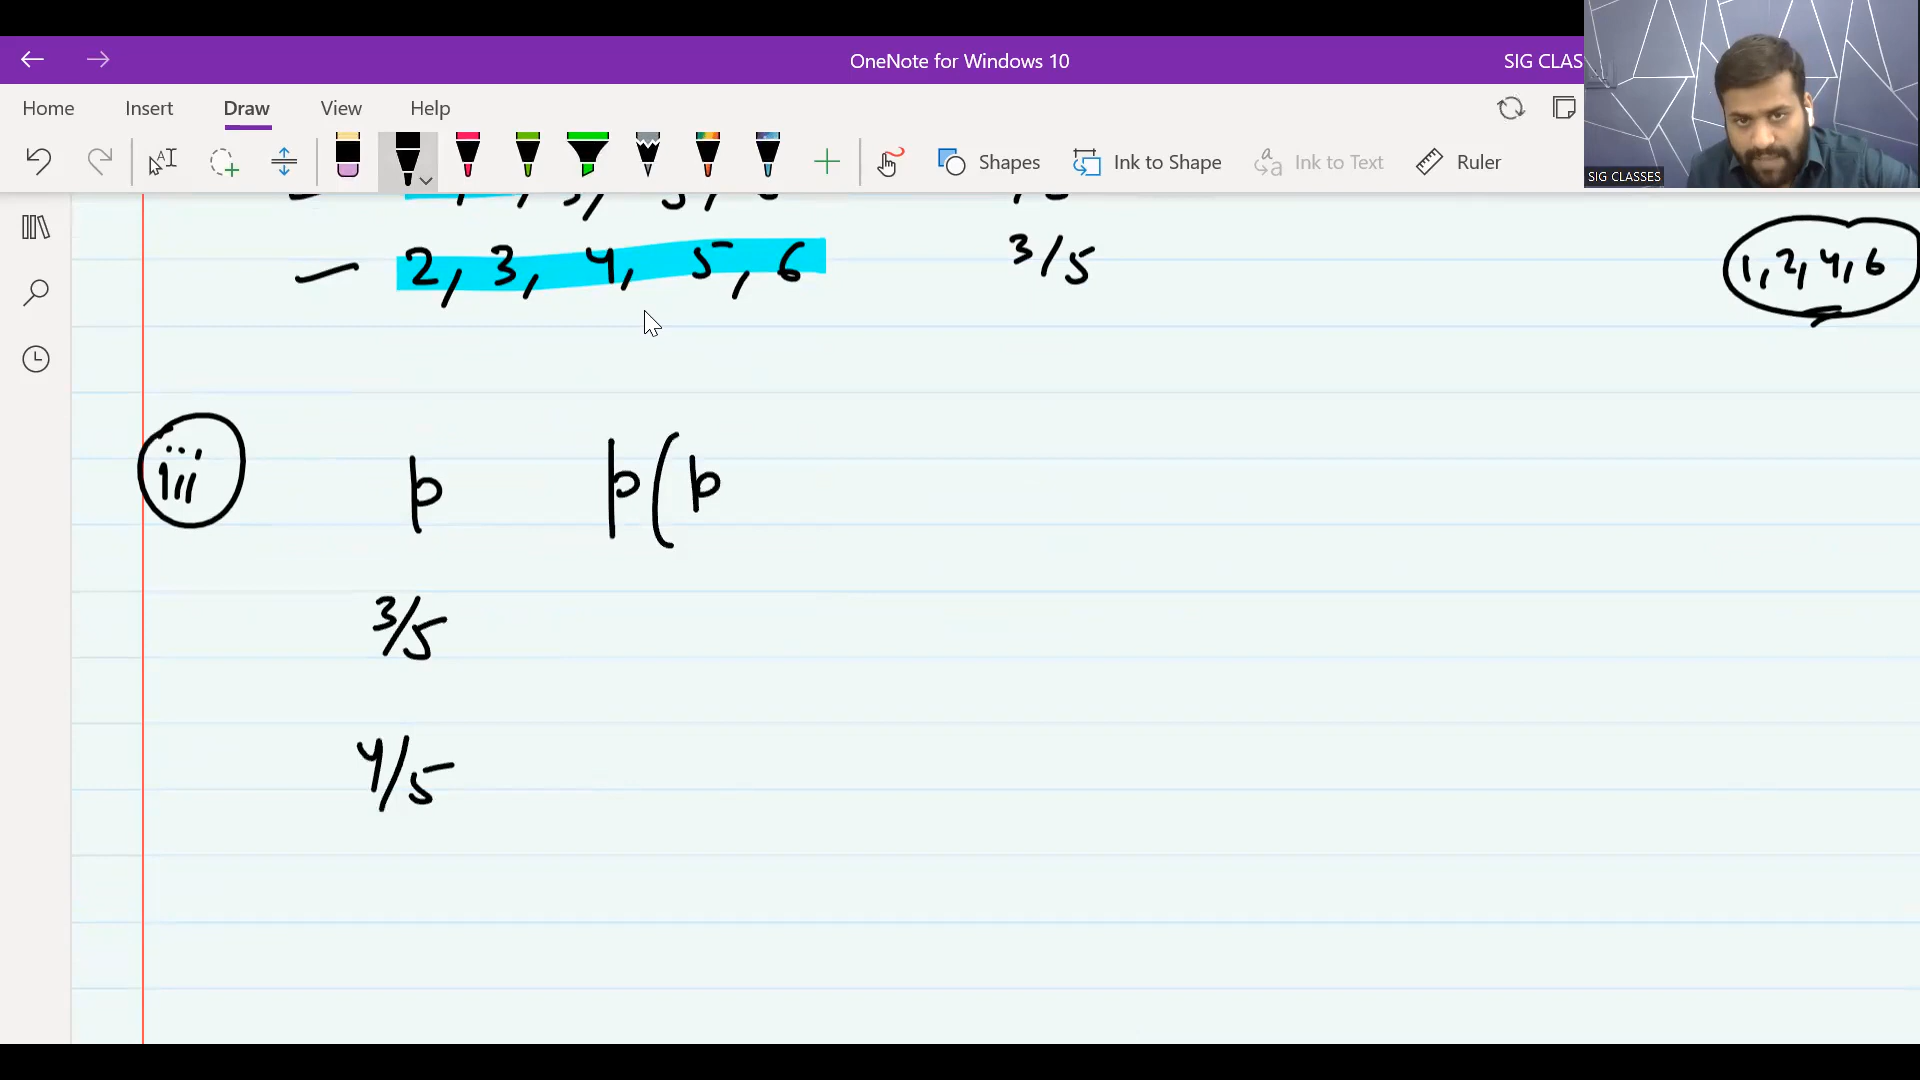 OneNote for Windows 10
SIG CLAS
Home Insert Draw View Help
Shapes Ink to Shape Ink to Text Ruler
SIG CLASSES
2, 3, 4, 5, 6 3/5
1, 2, 4, 6
iii p p(p
3/5
4/5